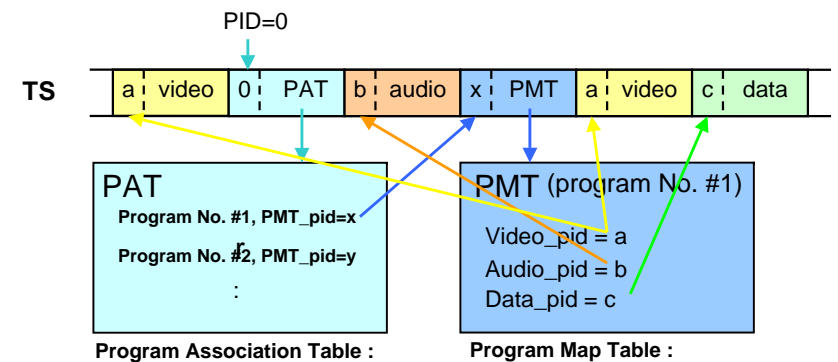 PID=0
TS
a video 0 PAT b audio x PMT a video c data
PAT
Program No. #1, PMT_pid=x
r
Program No. #2, PMT_pid=y
:
PMT (program No. #1)
Video_pid = a
Audio_pid = b
Data_pid = c
Program Association Table :
Program Map Table :